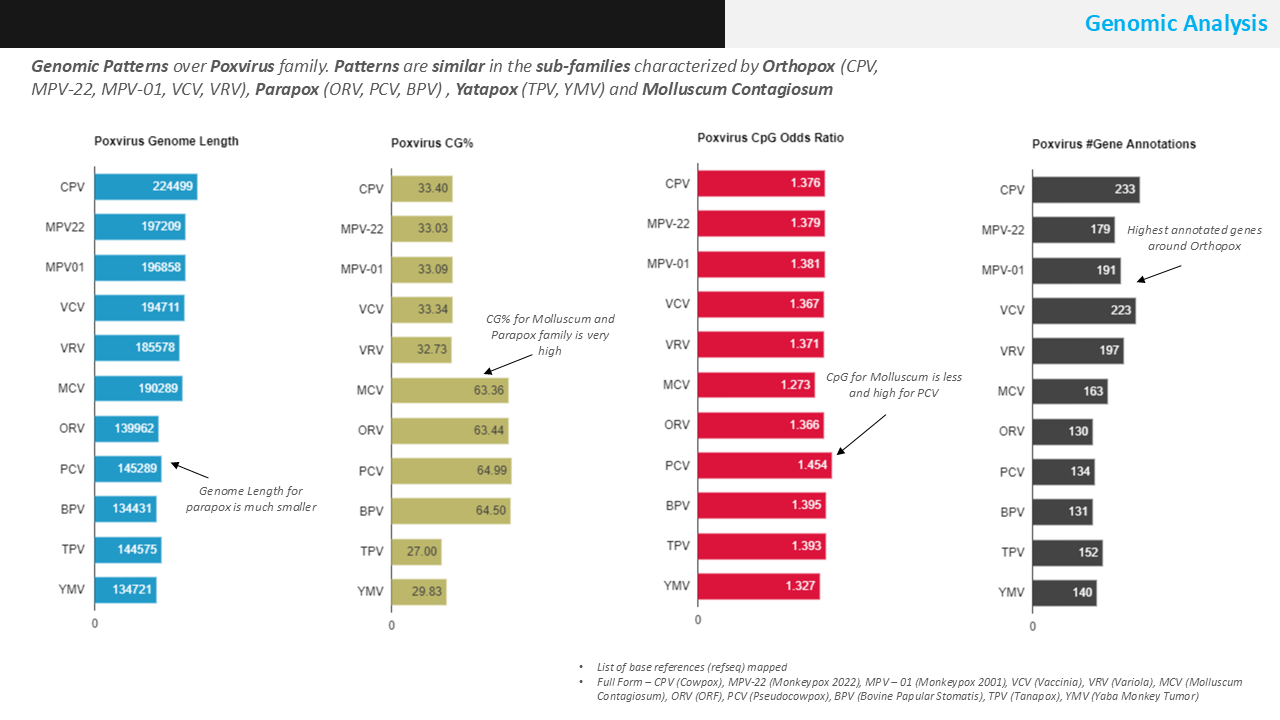 Genomic Analysis
Genomic Patterns over Poxvirus family. Patterns are similar in the sub-families characterized by Orthopox (CPV,
MPV-22, MPV-01, VCV, VRV), Parapox (ORV, PCV, BPV) , Yatapox (TPV, YMV) and Molluscum Contagiosum
Poxvirus Genome Length
CPV 224499
MPV22 197209
MPV01 196858
VCV 194711
VRV 185578
MCV 190289
ORV 139962
PCV 145289
BPV 134431
TPV 144575
YMV 134721
0
Genome Length for
parapox is much smaller
Poxvirus CG%
CPV 33.40
MPV-22 33.03
MPV-01 33.09
VCV 33.34
VRV 32.73
MCV 63.36
ORV 63.44
PCV 64.99
BPV 64.50
TPV 27.00
YMV 29.83
0
CG% for Molluscum and
Parapox family is very
high
Poxvirus CpG Odds Ratio
CPV 1.376
MPV-22 1.379
MPV-01 1.381
VCV 1.367
VRV 1.371
MCV 1.273
ORV 1.366
PCV 1.454
BPV 1.395
TPV 1.393
YMV 1.327
0
CpG for Molluscum is less
and high for PCV
Poxvirus #Gene Annotations
CPV 233
MPV-22 179
MPV-01 191
VCV 223
VRV 197
MCV 163
ORV 130
PCV 134
BPV 131
TPV 152
YMV 140
0
Highest annotated genes
around Orthopox
• List of base references (refseq) mapped
• Full Form – CPV (Cowpox), MPV-22 (Monkeypox 2022), MPV – 01 (Monkeypox 2001), VCV (Vaccinia), VRV (Variola), MCV (Molluscum
Contagiosum), ORV (ORF), PCV (Pseudocowpox), BPV (Bovine Papular Stomatis), TPV (Tanapox), YMV (Yaba Monkey Tumor)